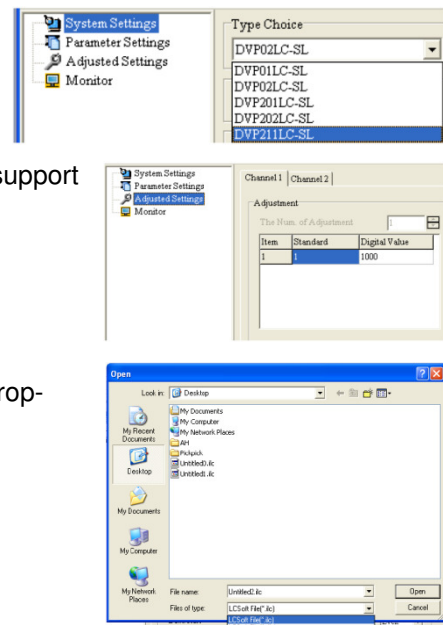 System Settings
Parameter Settings
Adjusted Settings
Monitor
Type Choice
DVP02LC-SL
DVP01LC-SL
DVP02LC-SL
DVP201LC-SL
DVP202LC-SL
DVP211LC-SL
support
System Settings
Parameter Settings
Adjusted Settings
Monitor
Channel 1 Channel 2
Adjustment
The Num. of Adjustment 1
Item Standard Digital Value
1 1 1000
rop-
Open
Look in: Desktop
My Recent Documents
Desktop
My Documents
My Computer
My Network Places
My Documents
My Computer
My Network Places
AH
Pickpick
Untitled0.ilc
Untitled1.ilc
File name: Untitled2.ilc Open
Files of type: LCSoft File(*.ilc) Cancel
LCSoft File(*.ilc)